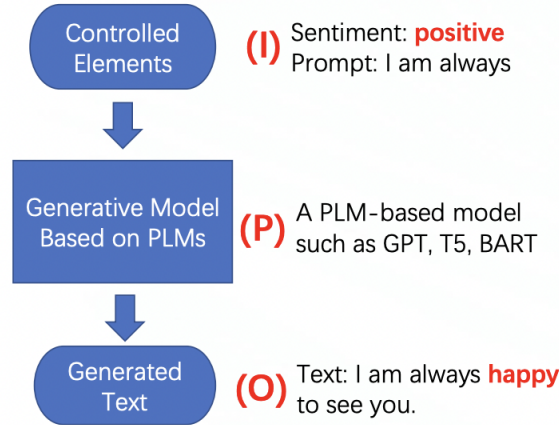 Controlled
Elements
(I)
Sentiment: positive
Prompt: I am always
Generative Model
Based on PLMs
(P)
A PLM-based model
such as GPT, T5, BART
Generated
Text
(O)
Text: I am always happy
to see you.